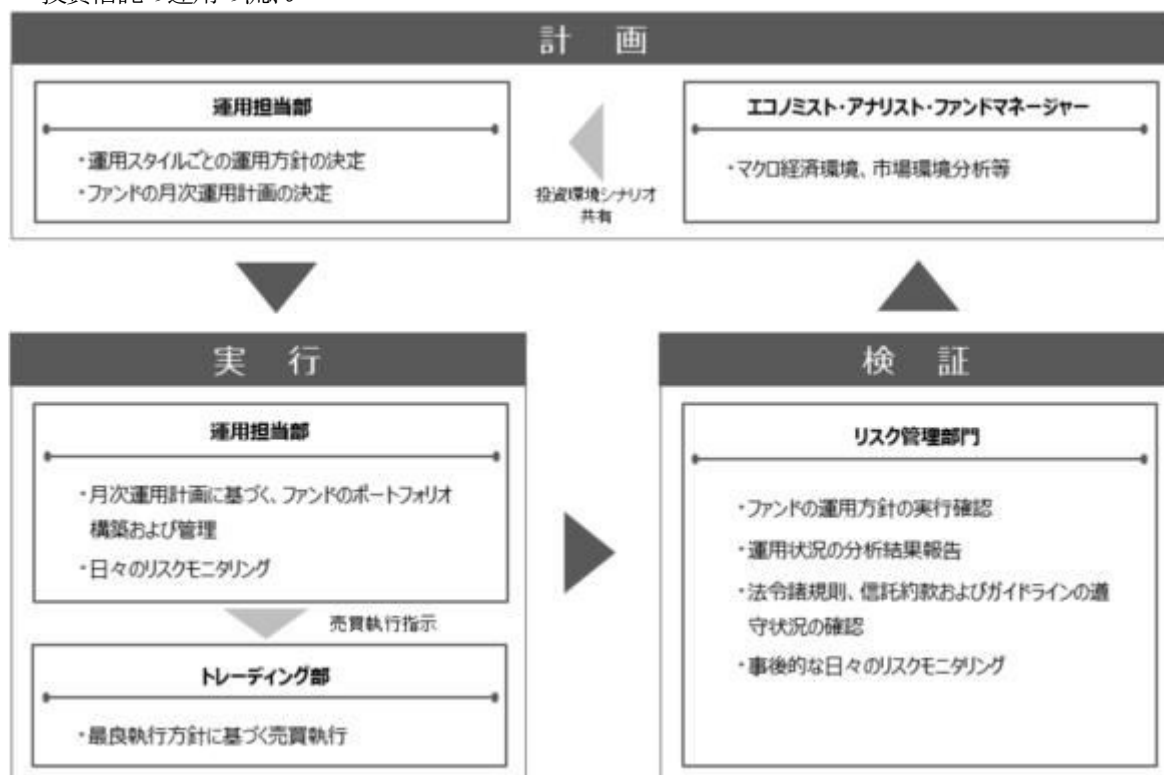 投資信託の運用の流れ
計 画
運用担当部
・運用スタイルごとの運用方針の決定
・ファンドの月次運用計画の決定
投資環境シナリオ
共有
エコノミスト・アナリスト・ファンドマネージャー
・マクロ経済環境、市場環境分析等
実 行
運用担当部
・月次運用計画に基づく、ファンドのポートフォリオ
構築および管理
・日々のリスクモニタリング
売買執行指示
トレーディング部
・最良執行方針に基づく売買執行
検 証
リスク管理部門
・ファンドの運用方針の実行確認
・運用状況の分析結果報告
・法令諸規則、信託約款およびガイドラインの遵
守状況の確認
・事後的な日々のリスクモニタリング